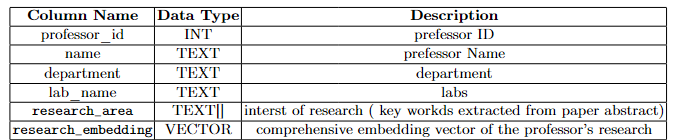 Column Name Data Type Description
professor_id INT prefessor ID
name TEXT prefessor Name
department TEXT department
lab_name TEXT labs
research_area TEXT[] interst of research ( key workds extracted from paper abstract)
research_embedding VECTOR comprehensive embedding vector of the professor's research